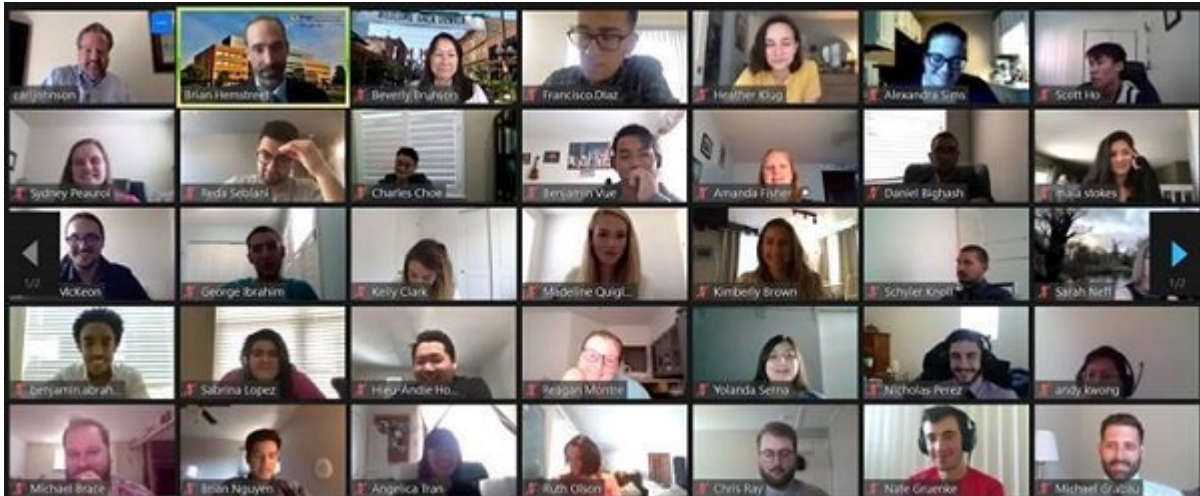 carl johnson
Brian Hemstreet
Beverly Brunson
Francisco Diaz
Heather Klug
Alexandra Sims
Scott Ho
Sydney Peauroi
Reda Seblani
Charles Choe
Benjamin Vue
Amanda Fisher
Daniel Bighash
maia stokes
McKeon
George Ibrahim
Kelly Clark
Madeline Quigl...
Kimberly Brown
Schyler Knoll
Sarah Neff
1/2
1/2
benjamin.abrah...
Sabrina Lopez
Hieu-Andie Ho...
Reagan Montre
Yolanda Serna
Nicholas Perez
andy kwong
Michael Brace
Brian Nguyen
Angelica Tran
Ruth Olson
Chris Ray
Nate Gruenke
Michael